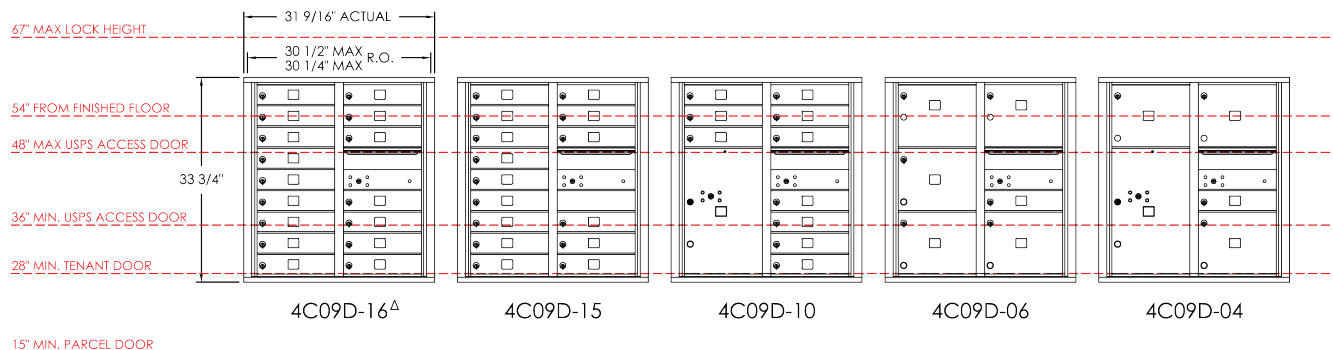 31 9/16" ACTUAL
67" MAX LOCK HEIGHT
30 1/2" MAX
30 1/4" MAX
R.O.
54" FROM FINISHED FLOOR
48" MAX USPS ACCESS DOOR
33 3/4"
36" MIN. USPS ACCESS DOOR
28" MIN. TENANT DOOR
4C09D-16Δ
4C09D-15
4C09D-10
4C09D-06
4C09D-04
15" MIN. PARCEL DOOR